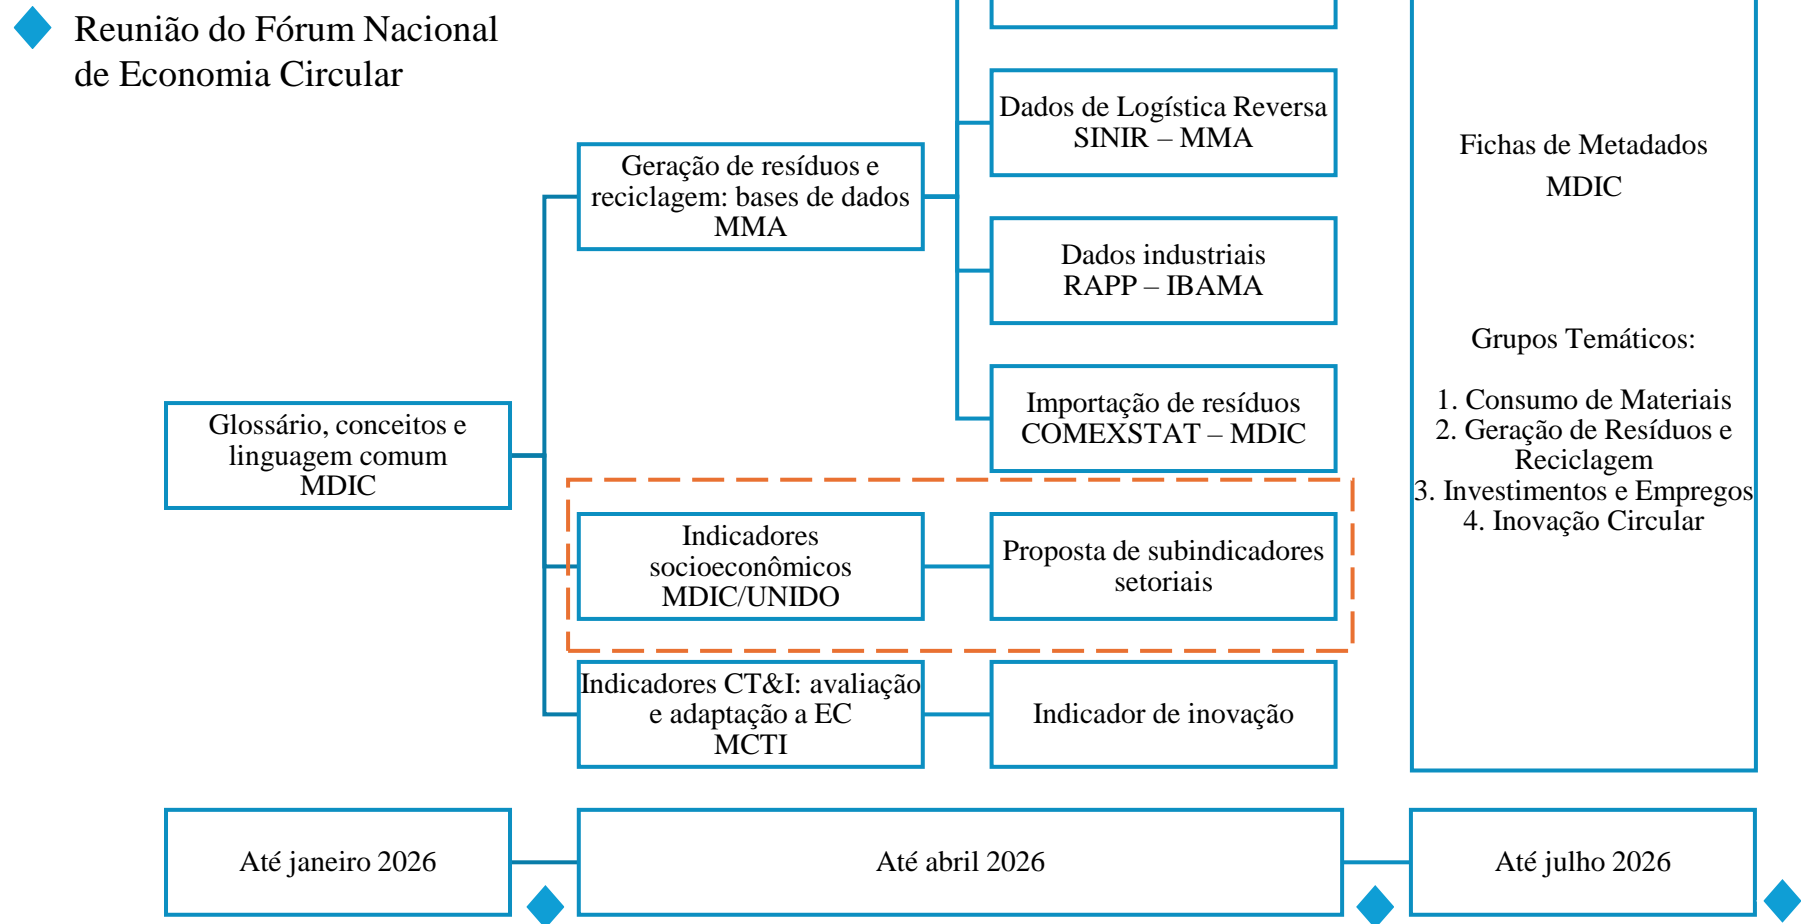 Reunião do Fórum Nacional
de Economia Circular
Glossário, conceitos e
linguagem comum
MDIC
Geração de resíduos e
reciclagem: bases de dados
MMA
Dados de Logística Reversa
SINIR – MMA
Dados industriais
RAPP – IBAMA
Importação de resíduos
COMEXSTAT – MDIC
Indicadores
socioeconômicos
MDIC/UNIDO
Proposta de subindicadores
setoriais
Indicadores CT&I: avaliação
e adaptação a EC
MCTI
Indicador de inovação
Fichas de Metadados
MDIC
Grupos Temáticos:
1. Consumo de Materiais
2. Geração de Resíduos e
Reciclagem
3. Investimentos e Empregos
4. Inovação Circular
Até janeiro 2026
Até abril 2026
Até julho 2026